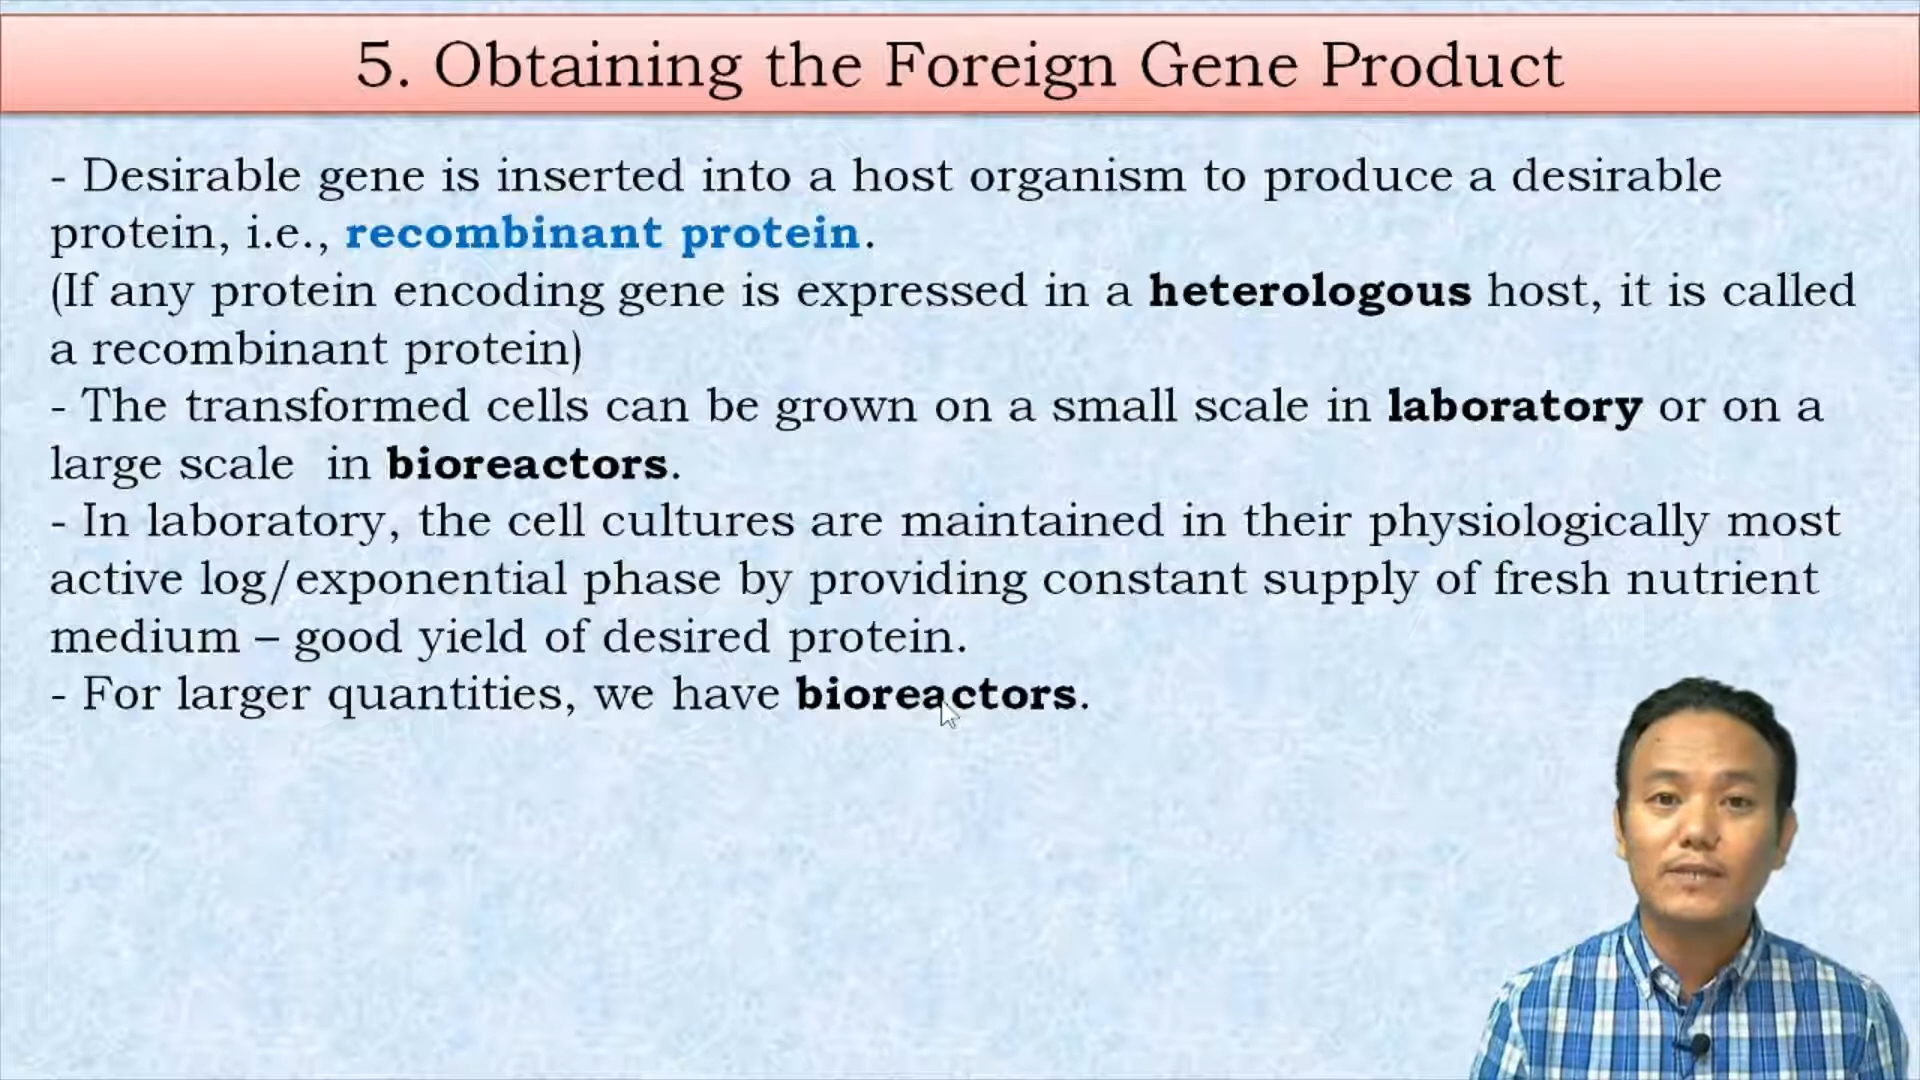 5. Obtaining the Foreign Gene Product
- Desirable gene is inserted into a host organism to produce a desirable
protein, i.e., recombinant protein.
(If any protein encoding gene is expressed in a heterologous host, it is called
a recombinant protein)
- The transformed cells can be grown on a small scale in laboratory or on a
large scale  in bioreactors.
- In laboratory, the cell cultures are maintained in their physiologically most
active log/exponential phase by providing constant supply of fresh nutrient
medium – good yield of desired protein.
- For larger quantities, we have bioreactors.